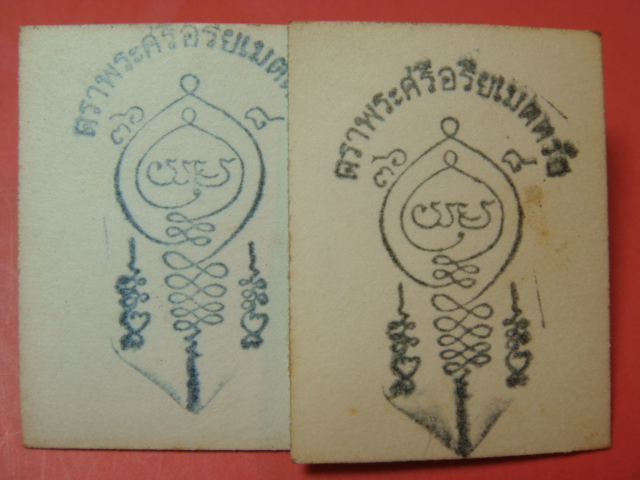 ตราพระศรีอริยเมตต
๓๖ ๘
ตราพระศรีอริยเมตตรัย
๓๖ ๘